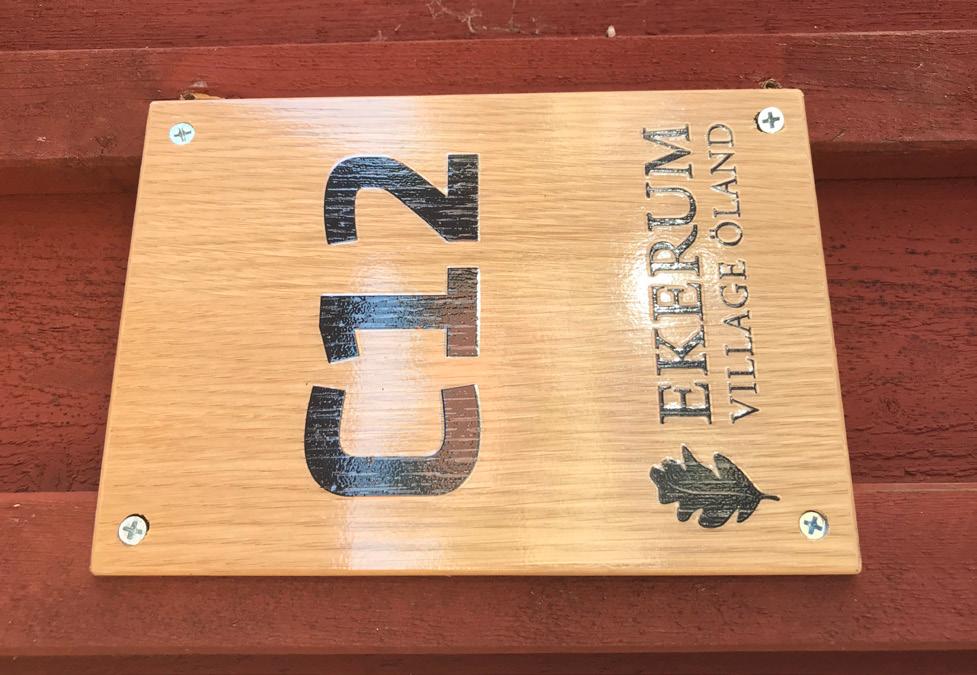 C12
EKERUM
VILLAGE ÖLAND